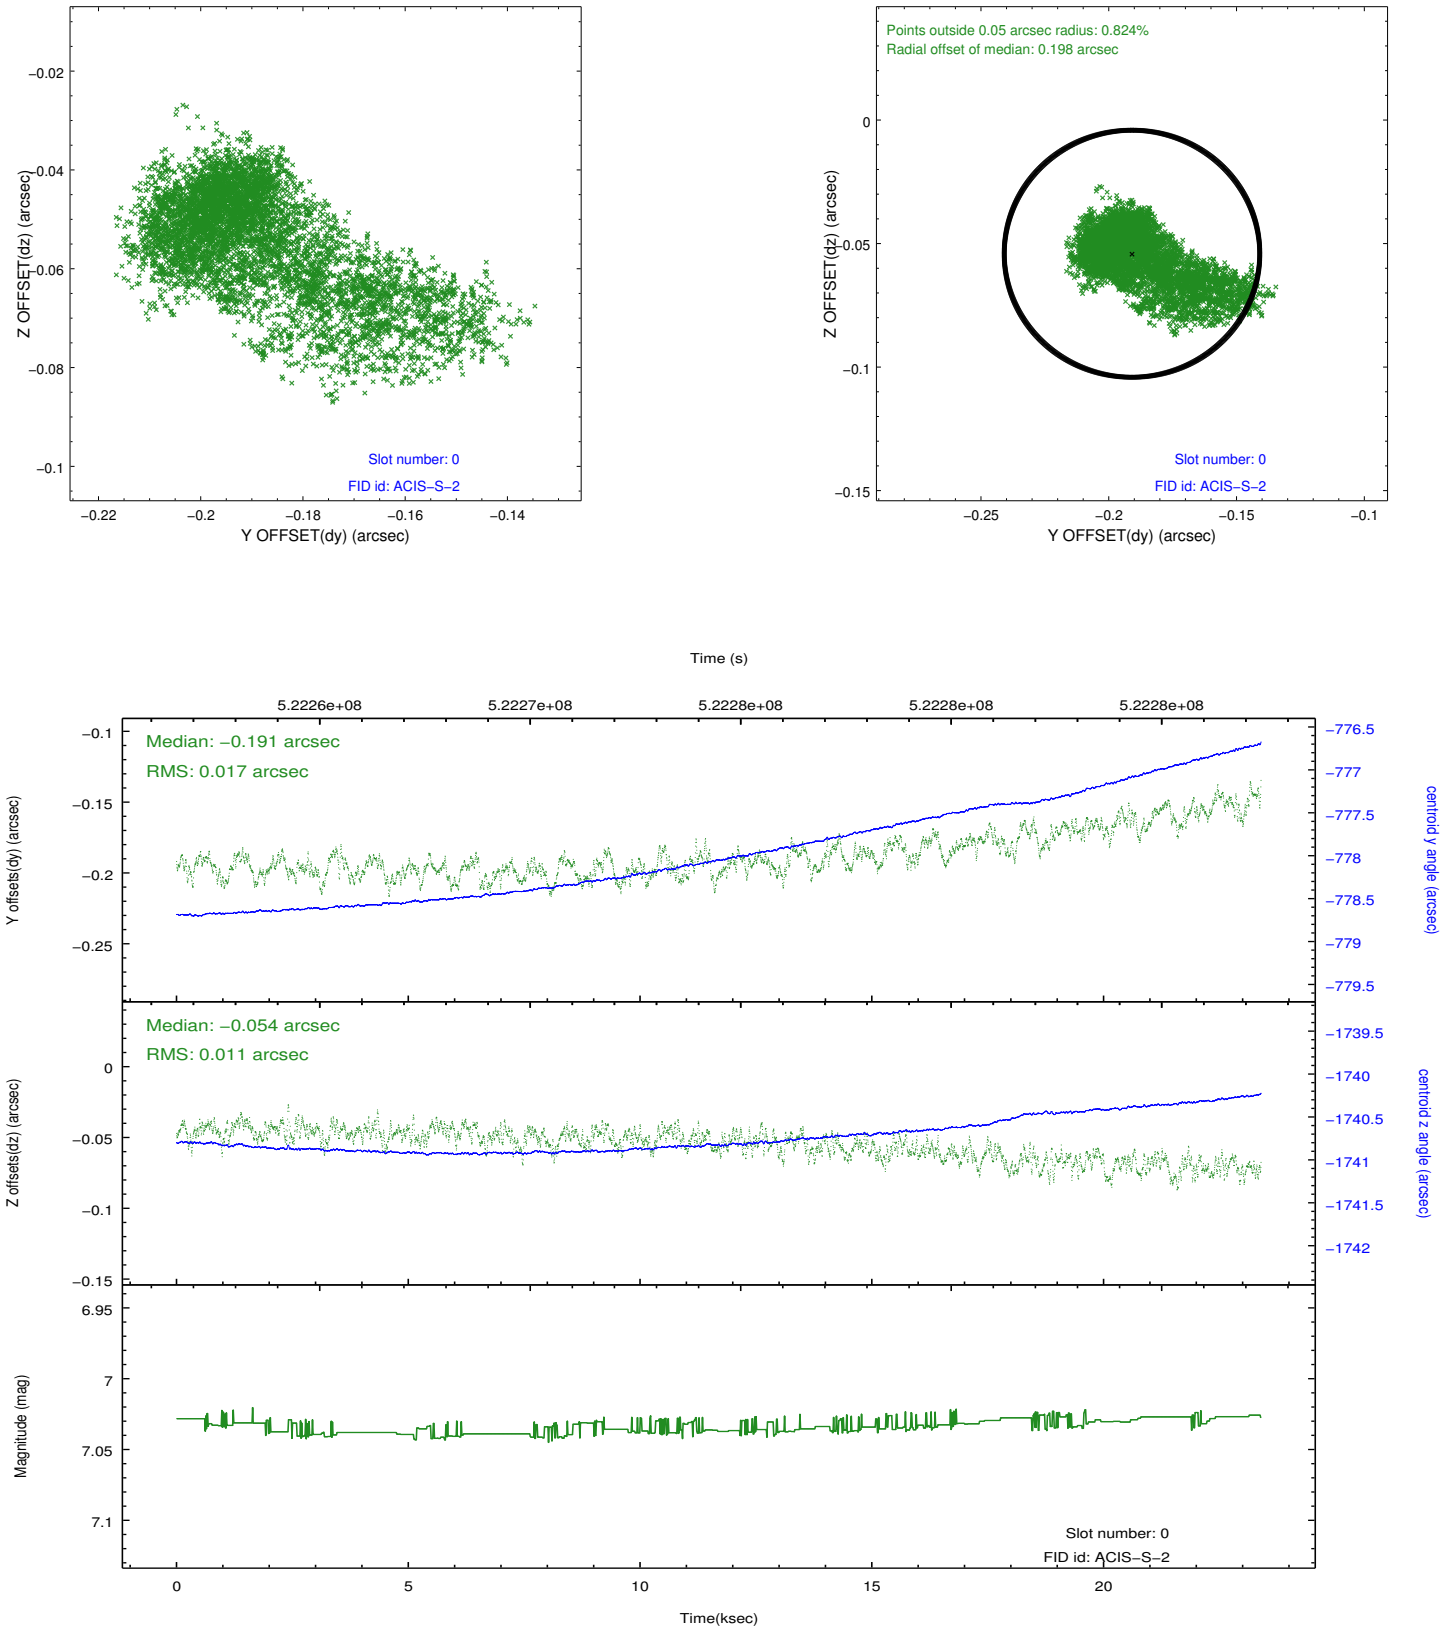 −0.02
−0.04
−0.06
−0.08
−0.1
Z OFFSET(dz) (arcsec)
Slot number: 0
FID id: ACIS−S−2
−0.22
−0.2
−0.18
−0.16
−0.14
Y OFFSET(dy) (arcsec)
Points outside 0.05 arcsec radius: 0.824%
Radial offset of median: 0.198 arcsec
0
−0.05
−0.1
−0.15
Z OFFSET(dz) (arcsec)
Slot number: 0
FID id: ACIS−S−2
−0.25
−0.2
−0.15
−0.1
Y OFFSET(dy) (arcsec)
Time (s)
5.2226e+08
5.2227e+08
5.2228e+08
5.2228e+08
5.2228e+08
Median: −0.191 arcsec
RMS: 0.017 arcsec
−0.1
−0.15
−0.2
−0.25
Y offsets(dy) (arcsec)
−776.5
−777
−777.5
−778
−778.5
−779
−779.5
centroid y angle (arcsec)
Median: −0.054 arcsec
RMS: 0.011 arcsec
0
−0.05
−0.1
−0.15
Z offsets(dz) (arcsec)
−1739.5
−1740
−1740.5
−1741
−1741.5
−1742
centroid z angle (arcsec)
6.95
7
7.05
7.1
Magnitude (mag)
Slot number: 0
FID id: ACIS−S−2
0
5
10
15
20
Time(ksec)